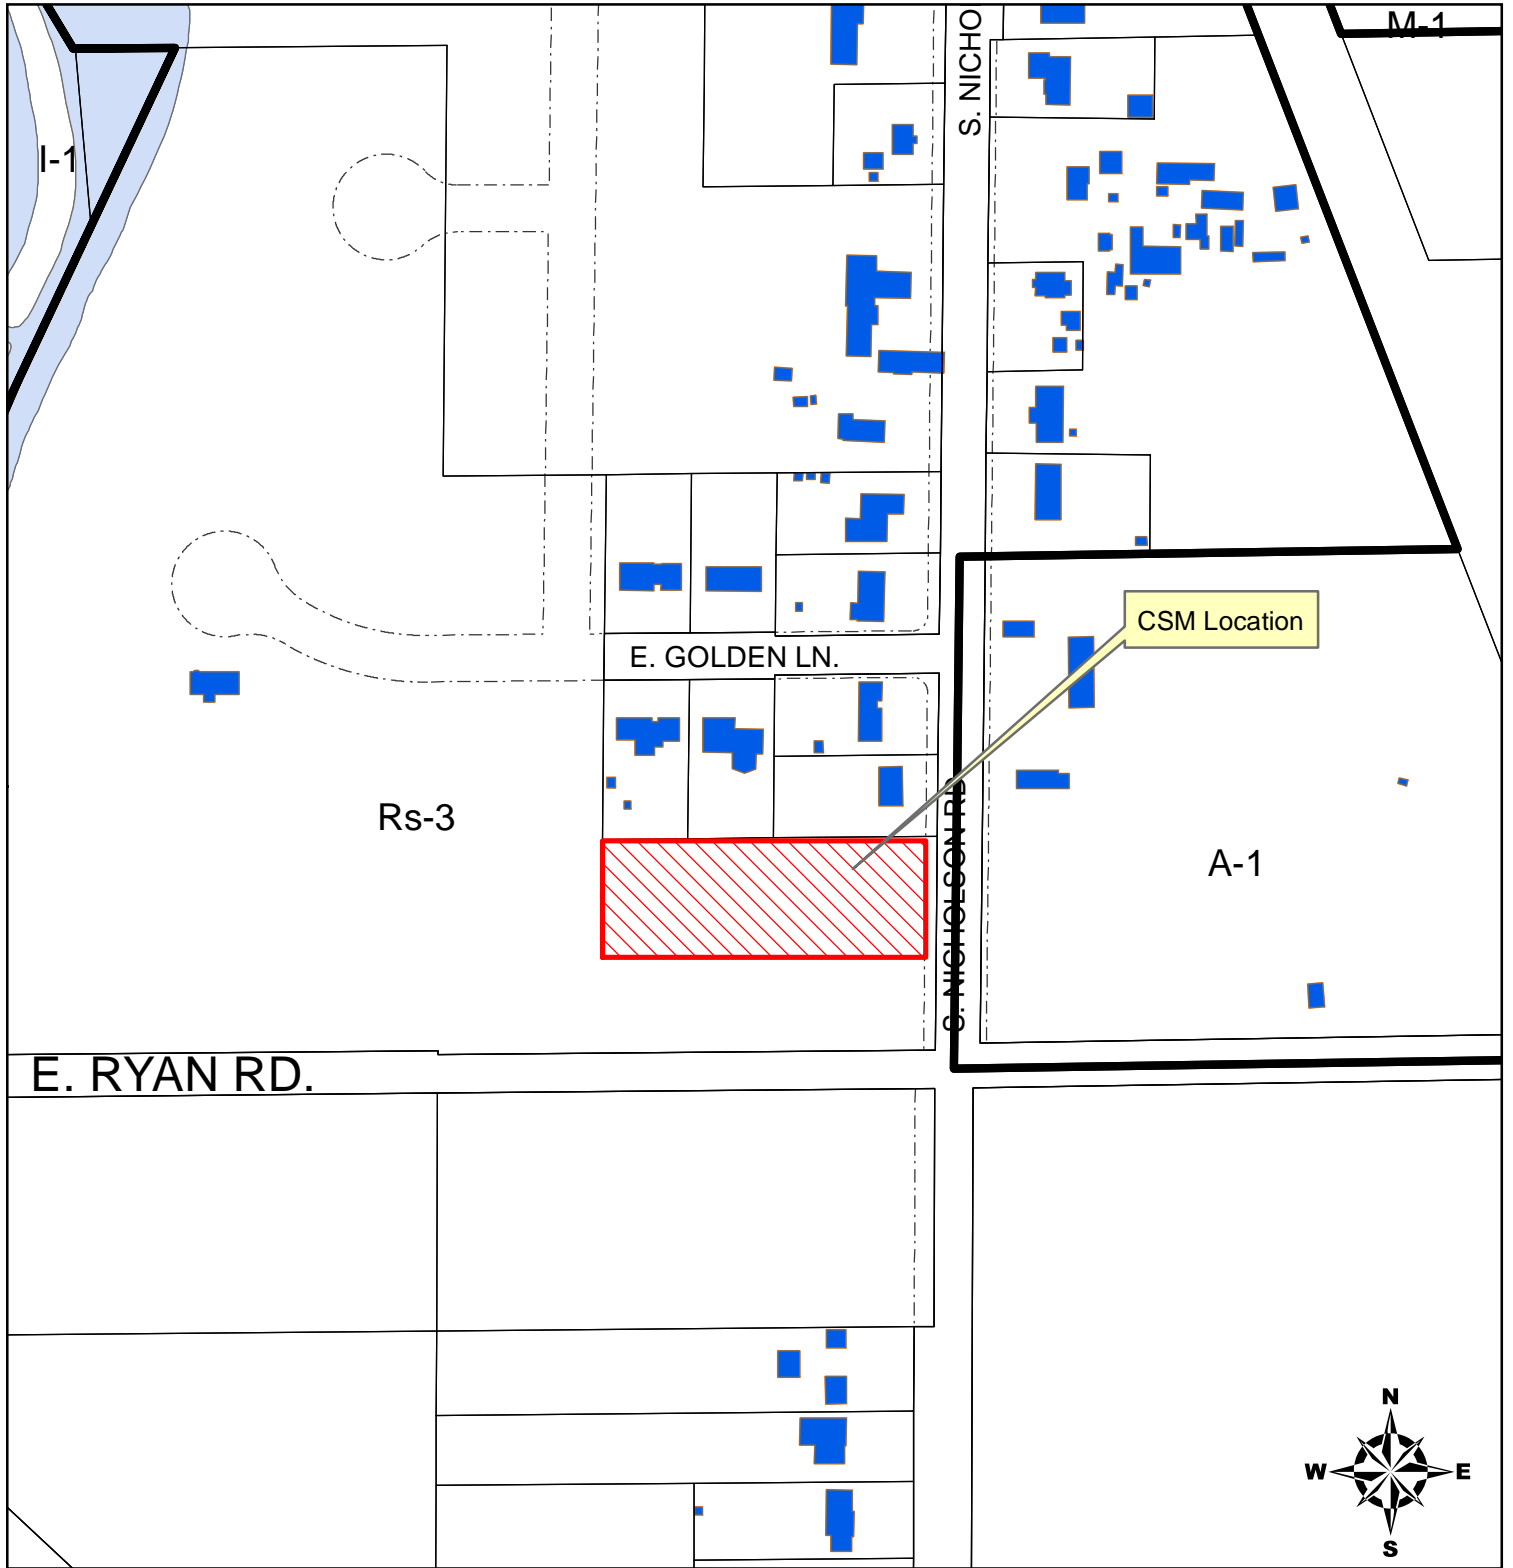 M-1
S. NICHO
I-1
CSM Location
E. GOLDEN LN.
Rs-3
S. NICHOLSON RD.
A-1
E. RYAN RD.
N
W
E
S